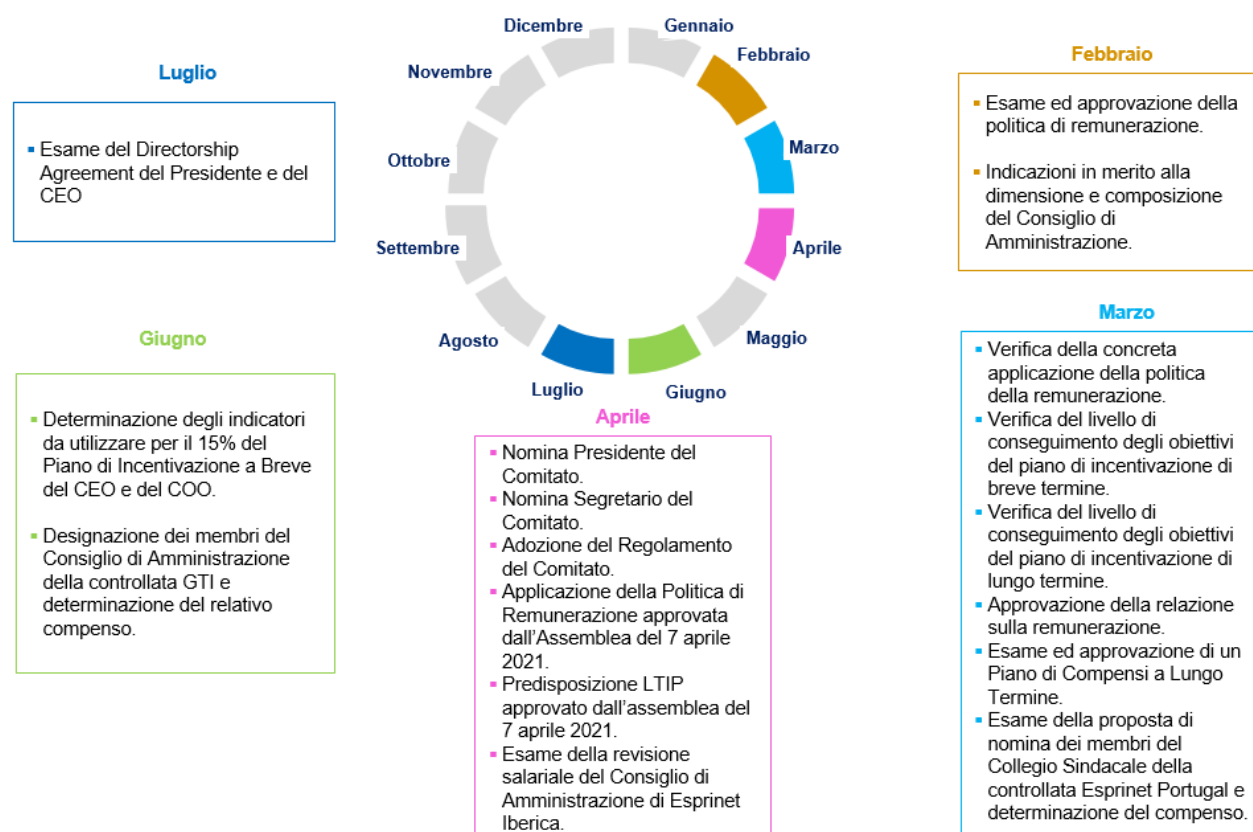 Dicembre
Gennaio
Febbraio
Novembre
Marzo
Ottobre
Aprile
Settembre
Maggio
Agosto
Giugno
Luglio
Luglio
▪ Esame del Directorship
Agreement del Presidente e del
CEO
Febbraio
▪ Esame ed approvazione della
politica di remunerazione.
▪ Indicazioni in merito alla
dimensione e composizione
del Consiglio di
Amministrazione.
Giugno
▪ Determinazione degli indicatori
da utilizzare per il 15% del
Piano di Incentivazione a Breve
del CEO e del COO.
▪ Designazione dei membri del
Consiglio di Amministrazione
della controllata GTI e
determinazione del relativo
compenso.
Aprile
▪ Nomina Presidente del
Comitato.
▪ Nomina Segretario del
Comitato.
▪ Adozione del Regolamento
del Comitato.
▪ Applicazione della Politica di
Remunerazione approvata
dall’Assemblea del 7 aprile
2021.
▪ Predisposizione LTIP
approvato dall’assemblea del
7 aprile 2021.
▪ Esame della revisione
salariale del Consiglio di
Amministrazione di Esprinet
Iberica.
Marzo
▪ Verifica della concreta
applicazione della politica
della remunerazione.
▪ Verifica del livello di
conseguimento degli obiettivi
del piano di incentivazione di
breve termine.
▪ Verifica del livello di
conseguimento degli obiettivi
del piano di incentivazione di
lungo termine.
▪ Approvazione della relazione
sulla remunerazione.
▪ Esame ed approvazione di un
Piano di Compensi a Lungo
Termine.
▪ Esame della proposta di
nomina dei membri del
Collegio Sindacale della
controllata Esprinet Portugal e
determinazione del compenso.